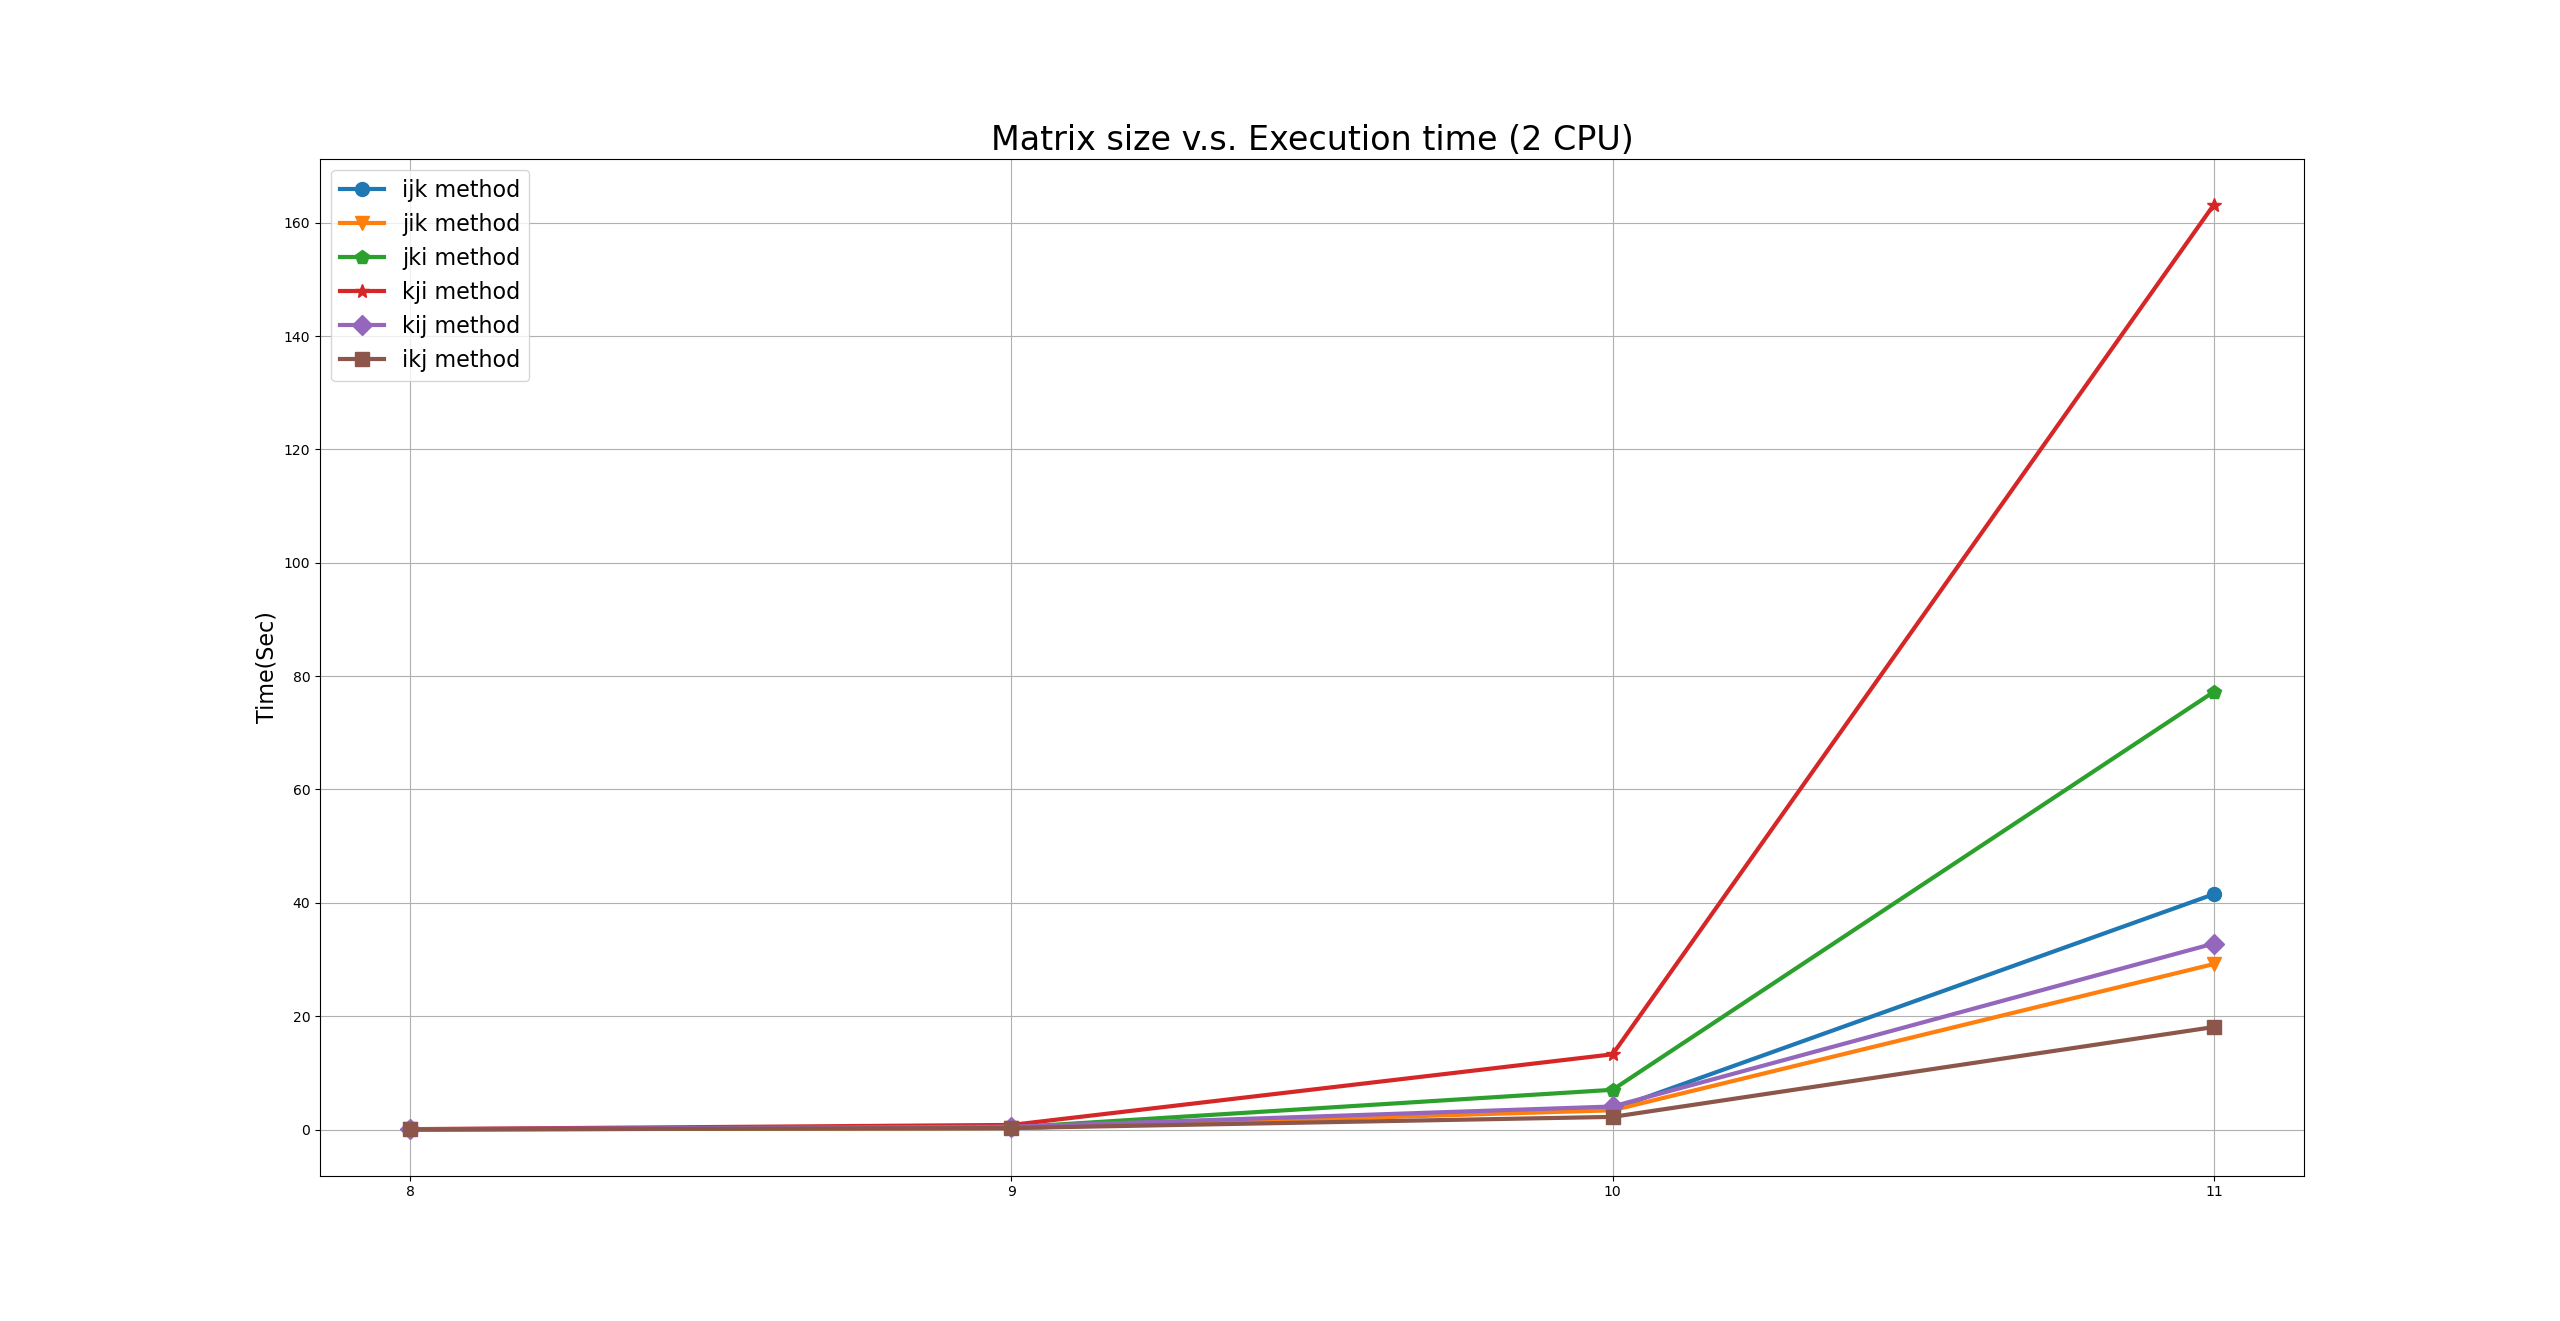 Matrix size v.s. Execution time (2 CPU)
ijk method
jik method
jki method
kji method
kij method
ikj method
160
140
120
100
80
60
40
20
0
Time(Sec)
8 9 10 11